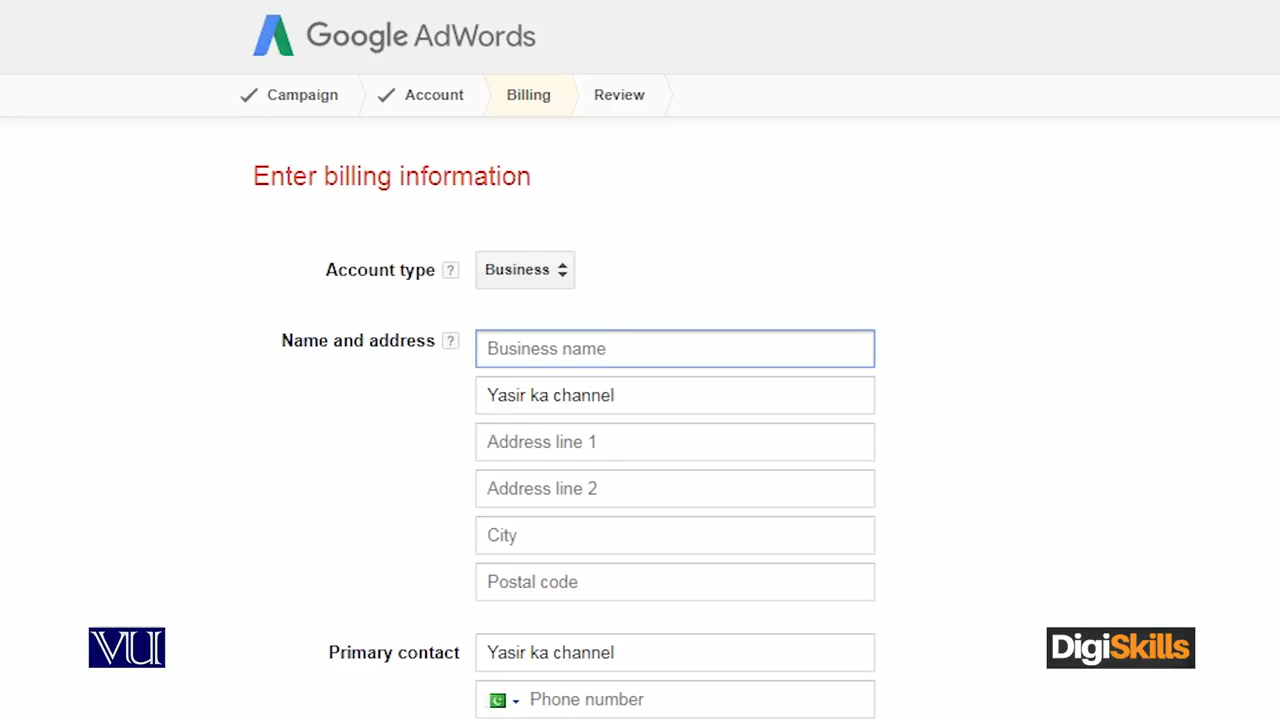 Google AdWords
Campaign Account Billing Review
Enter billing information
Account type ? Business
Name and address ? Business name
Yasir ka channel
Address line 1
Address line 2
City
Postal code
Primary contact Yasir ka channel
Phone number
VU
DigiSkills